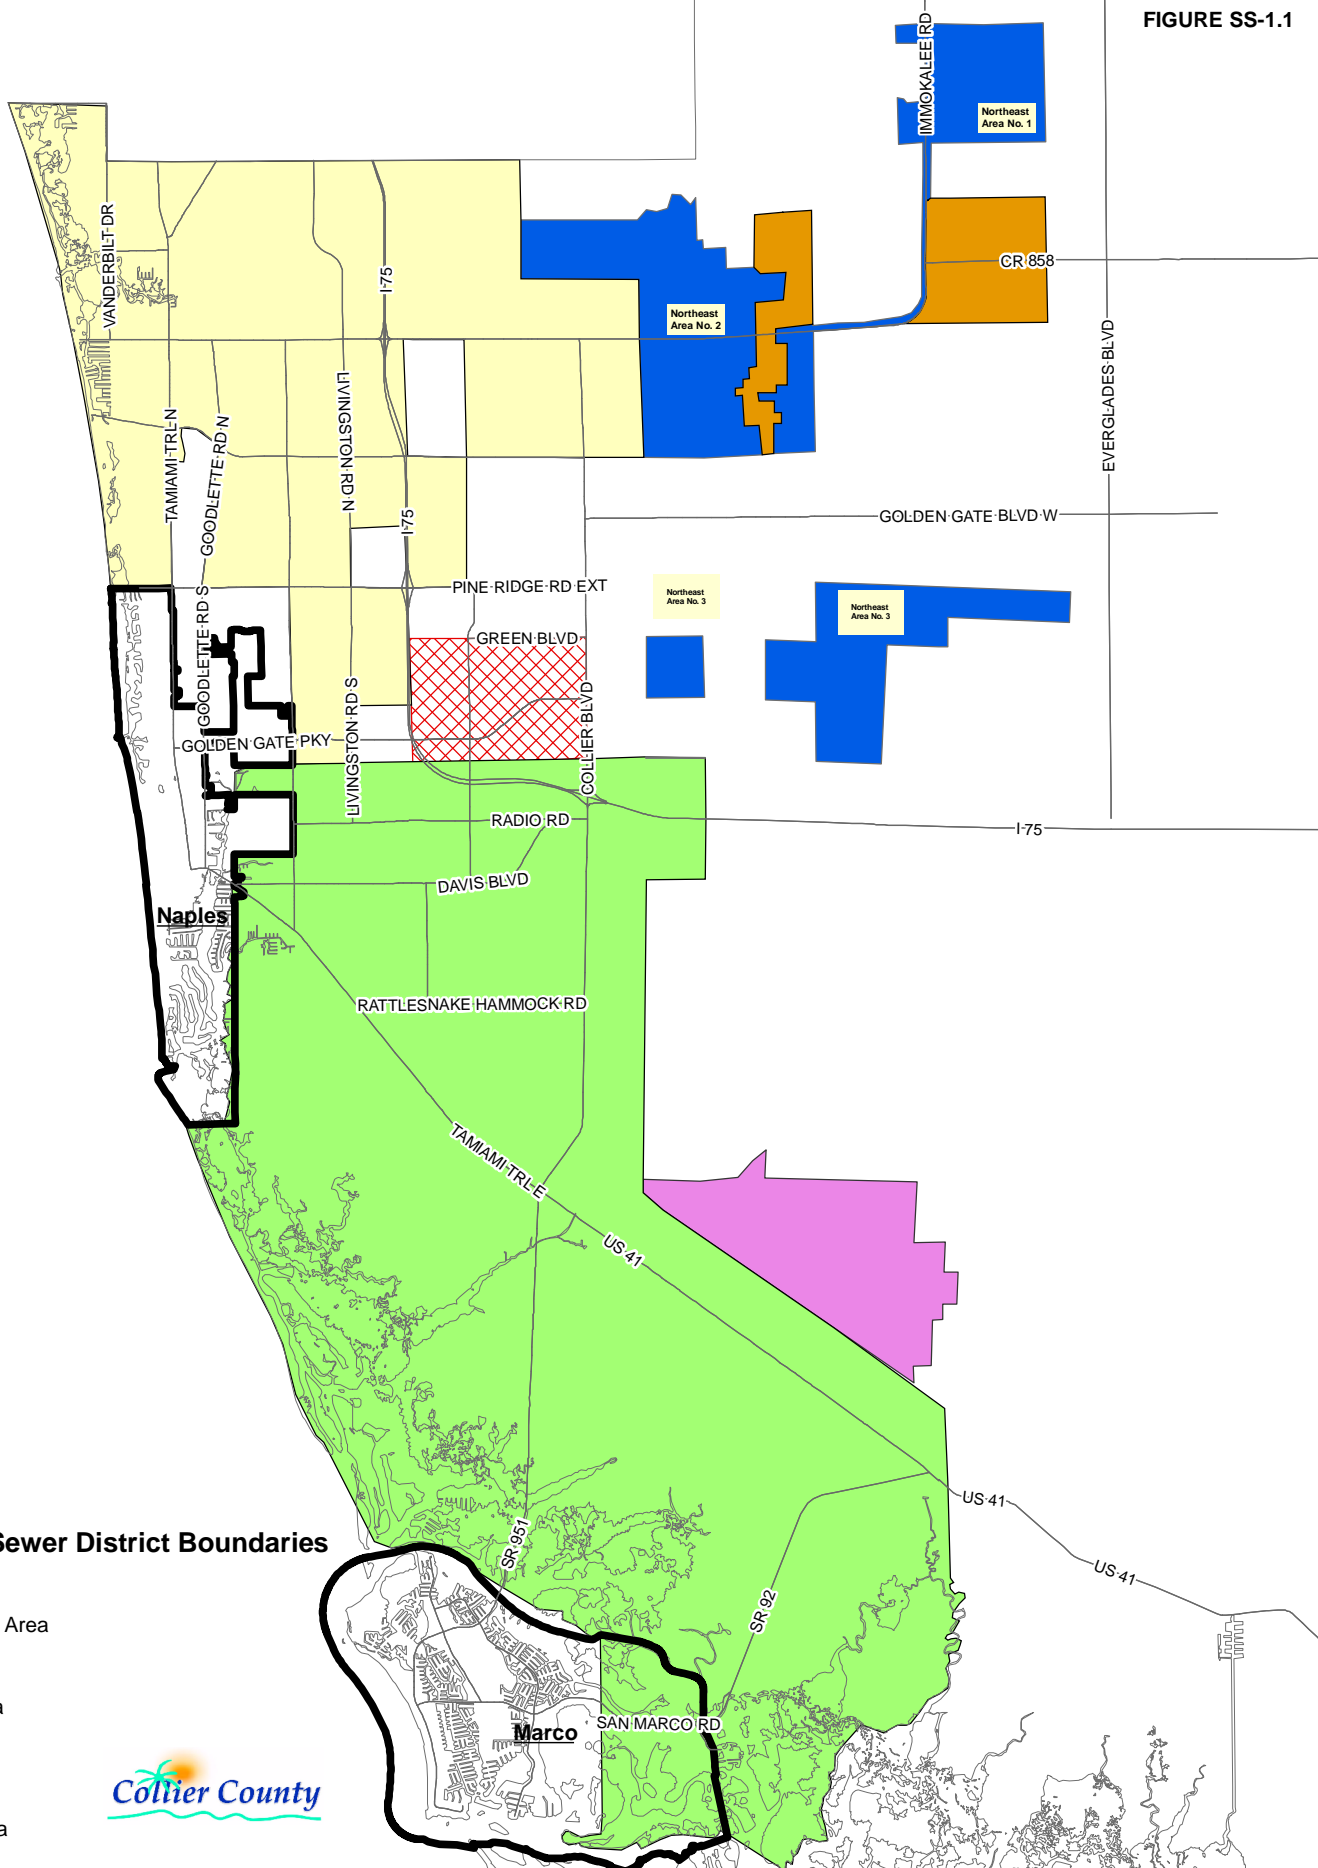 FIGURE SS-1.1
IMMOKALEE RD
Northeast
Area No. 1
VANDERBILT DR
I-75
CR 858
Northeast
Area No. 2
EVERGLADES BLVD
LIVINGSTON RD N
TAMIAMI TRL N
GOODLETTE RD N
I-75
GOLDEN GATE BLVD W
PINE RIDGE RD EXT
Northeast
Area No. 3
Northeast
Area No. 3
GOODLETTE RD S
GREEN BLVD
LIVINGSTON RD S
COLLIER BLVD
GOLDEN GATE PKY
RADIO RD
I-75
DAVIS BLVD
Naples
RATTLESNAKE HAMMOCK RD
TAMIAMI TRL E
US 41
US 41
Sewer District Boundaries
SR 951
US 41
SR 92
Area
a
SAN MARCO RD
Marco
Collier County
a